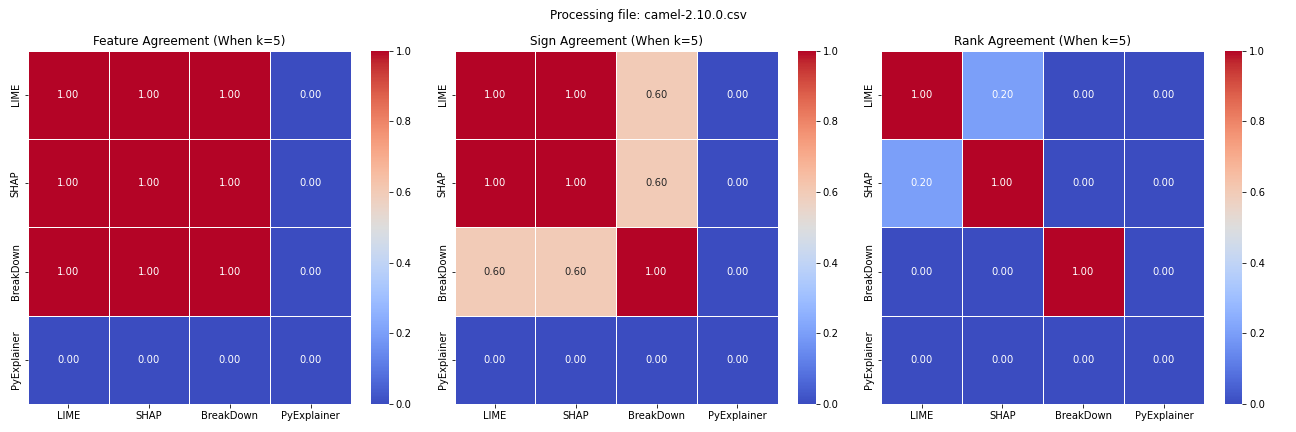 Processing file: camel-2.10.0.csv
Feature Agreement (When k=5)
LIME 1.00 1.00 1.00 0.00
SHAP 1.00 1.00 1.00 0.00
BreakDown 1.00 1.00 1.00 0.00
PyExplainer 0.00 0.00 0.00 0.00
LIME SHAP BreakDown PyExplainer
1.0
0.8
0.6
0.4
0.2
0.0
Sign Agreement (When k=5)
LIME 1.00 1.00 0.60 0.00
SHAP 1.00 1.00 0.60 0.00
BreakDown 0.60 0.60 1.00 0.00
PyExplainer 0.00 0.00 0.00 0.00
LIME SHAP BreakDown PyExplainer
1.0
0.8
0.6
0.4
0.2
0.0
Rank Agreement (When k=5)
LIME 1.00 0.20 0.00 0.00
SHAP 0.20 1.00 0.00 0.00
BreakDown 0.00 0.00 1.00 0.00
PyExplainer 0.00 0.00 0.00 0.00
LIME SHAP BreakDown PyExplainer
1.0
0.8
0.6
0.4
0.2
0.0